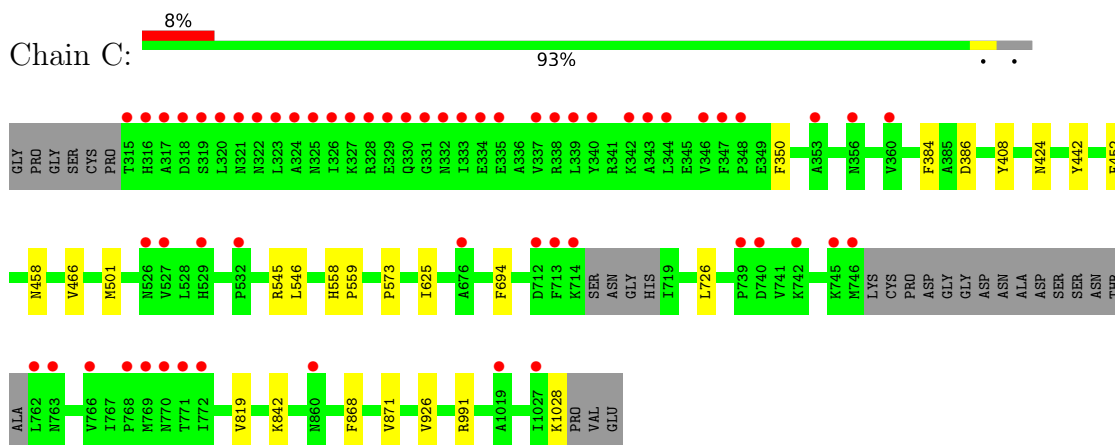 8%
Chain C:
93%
• •
GLY PRO GLY SER CYS PRO T315 H316 A317 D318 S319 L320 N321 N322 L323 A324 N325 I326 K327 R328 E329 Q330 G331 N332 I333 E334 E335 A336 V337 R338 L339 Y340 R341 K342 A343 L344 E345 V346 F347 P348 E349 F350 A353 N356 V360 F384 A385 D386 Y408 N424 Y442
N458 V466 M501 N526 V527 L528 H529 P532 R545 L546 H558 P559 P573 I625 A676 F694 D712 F713 K714 SER ASN GLY HIS I719 L726 P739 D740 V741 K742 K745 M746 LYS CYS PRO ASP GLY GLY ASP ASN ALA ASP SER SER ASN THR
ALA L762 N763 V766 I767 P768 M769 N770 T771 I772 V819 K842 N860 F868 V871 V926 R991 A1019 I1027 K1028 PRO VAL GLU